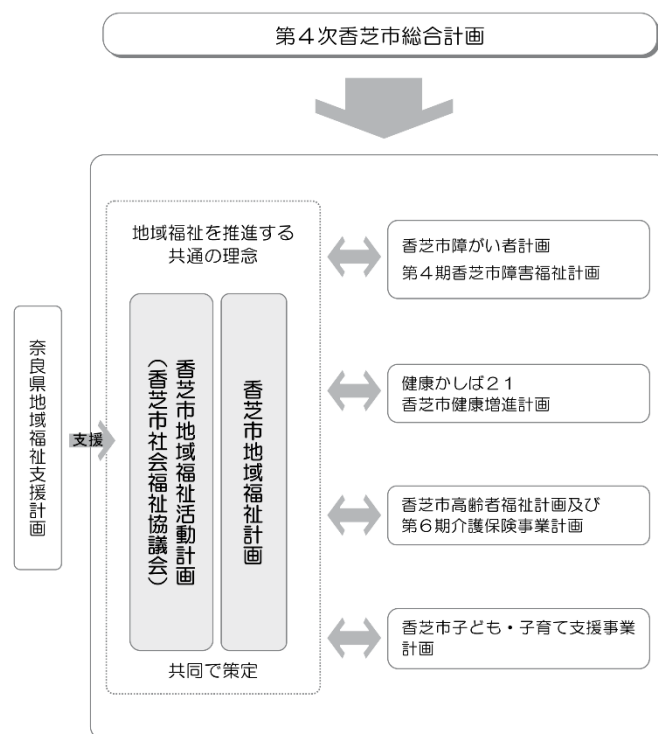 第４次香芝市総合計画
地域福祉を推進する
共通の理念
奈良県地域福祉支援計画
支援
香芝市地域福祉活動計画
（香芝市社会福祉協議会）
香芝市地域福祉計画
共同で策定
香芝市障がい者計画
第４期香芝市障害福祉計画
健康かしば２１
香芝市健康増進計画
香芝市高齢者福祉計画及び
第６期介護保険事業計画
香芝市子ども・子育て支援事業
計画